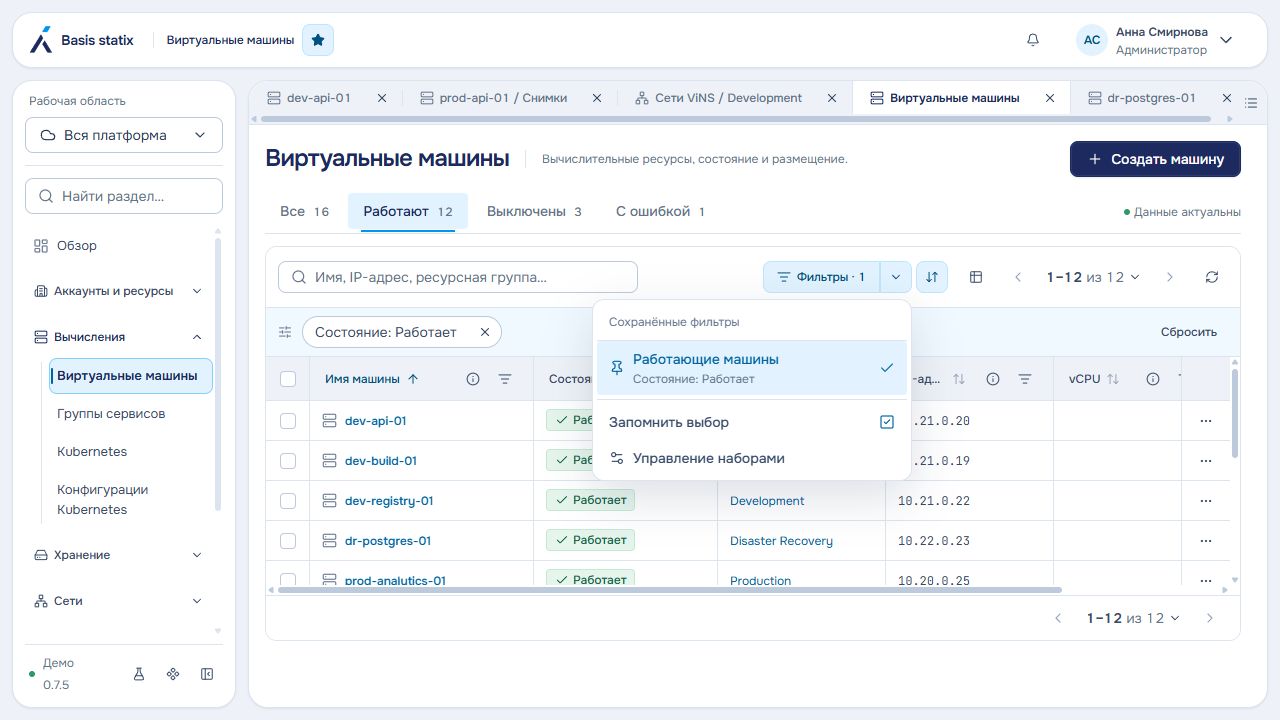 Basis statix
Виртуальные машины
АС
Анна Смирнова
Администратор
Рабочая область
Вся платформа
Найти раздел...
Обзор
Аккаунты и ресурсы
Вычисления
Виртуальные машины
Группы сервисов
Kubernetes
Конфигурации
Kubernetes
Хранение
Сети
Демо
0.7.5
dev-api-01
prod-api-01 / Снимки
Сети ViNS / Development
Виртуальные машины
dr-postgres-01
Виртуальные машины
Вычислительные ресурсы, состояние и размещение.
Создать машину
Все 16
Работают 12
Выключены 3
С ошибкой 1
Данные актуальны
Имя, IP-адрес, ресурсная группа...
Фильтры · 1
1–12 из 12
Состояние: Работает
Сбросить
Сохранённые фильтры
Работающие машины
Состояние: Работает
Запомнить выбор
Управление наборами
Имя машины
-ад...
vCPU
dev-api-01
.21.0.20
dev-build-01
.21.0.19
dev-registry-01
Работает
Development
10.21.0.22
dr-postgres-01
Работает
Disaster Recovery
10.22.0.23
prod-analytics-01
Работает
Production
10.20.0.25
1–12 из 12